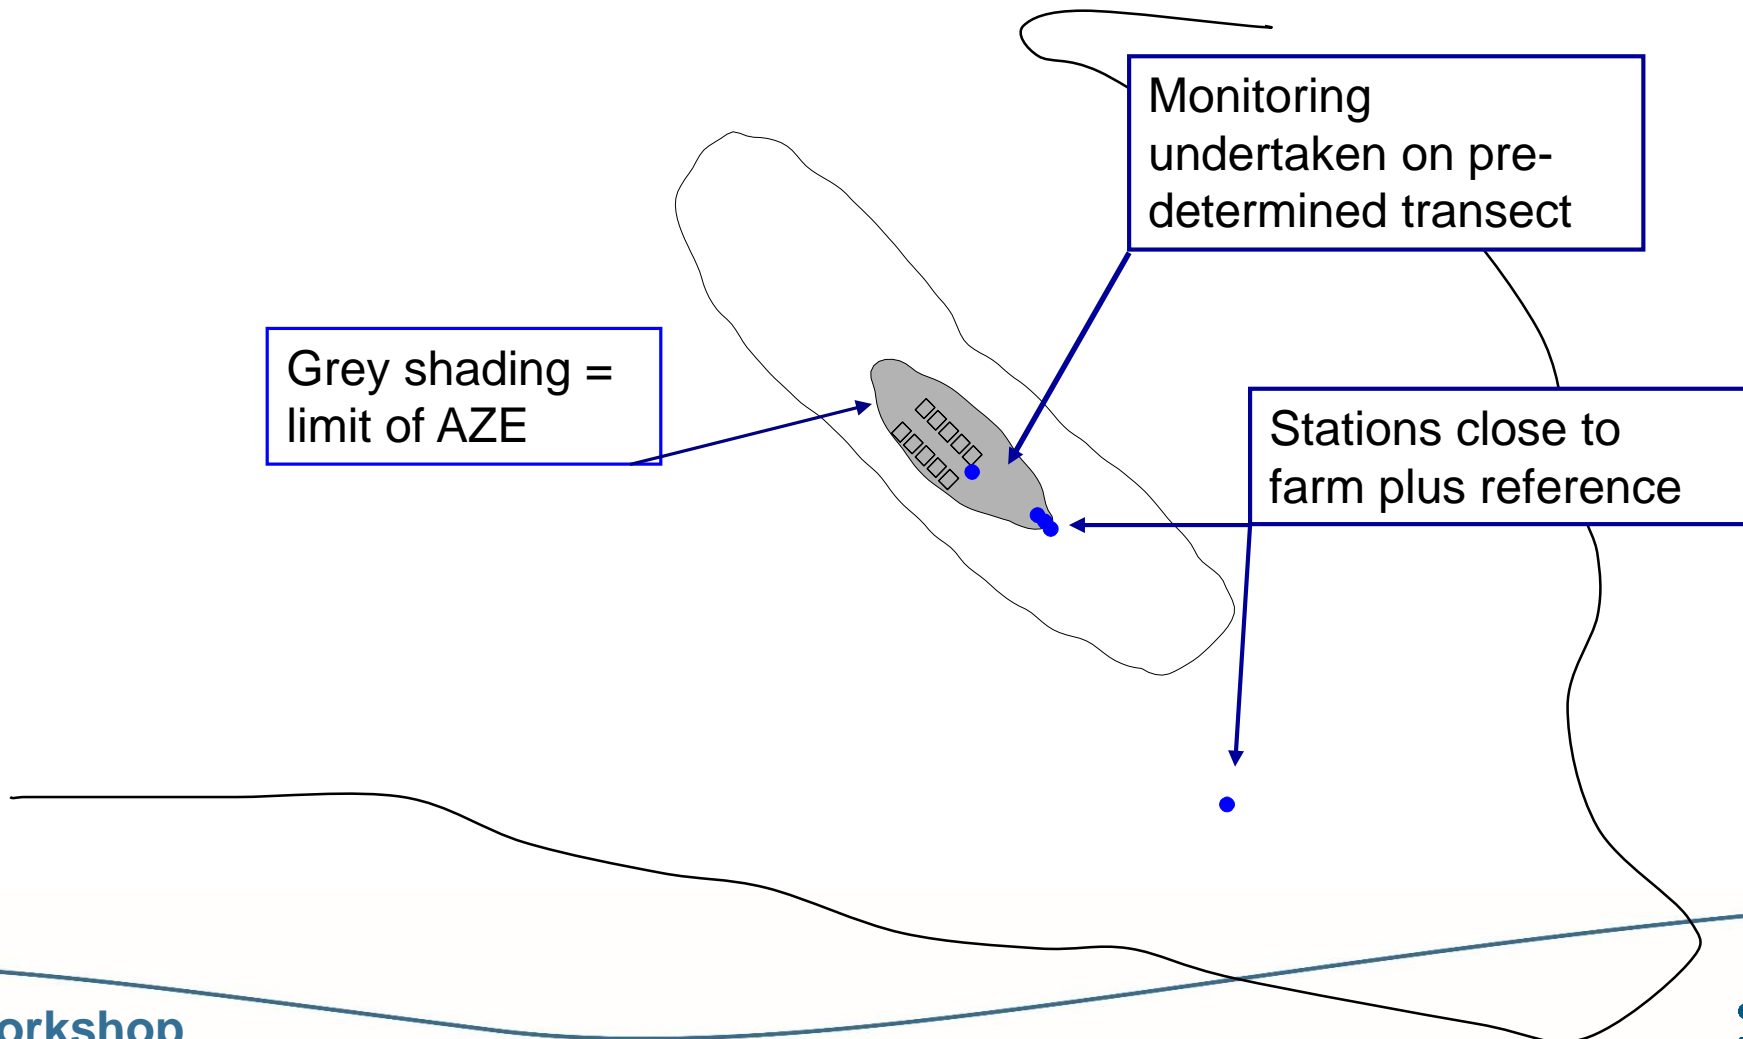 Monitoring
undertaken on pre-
determined transect
Grey shading =
limit of AZE
Stations close to
farm plus reference
orkshop